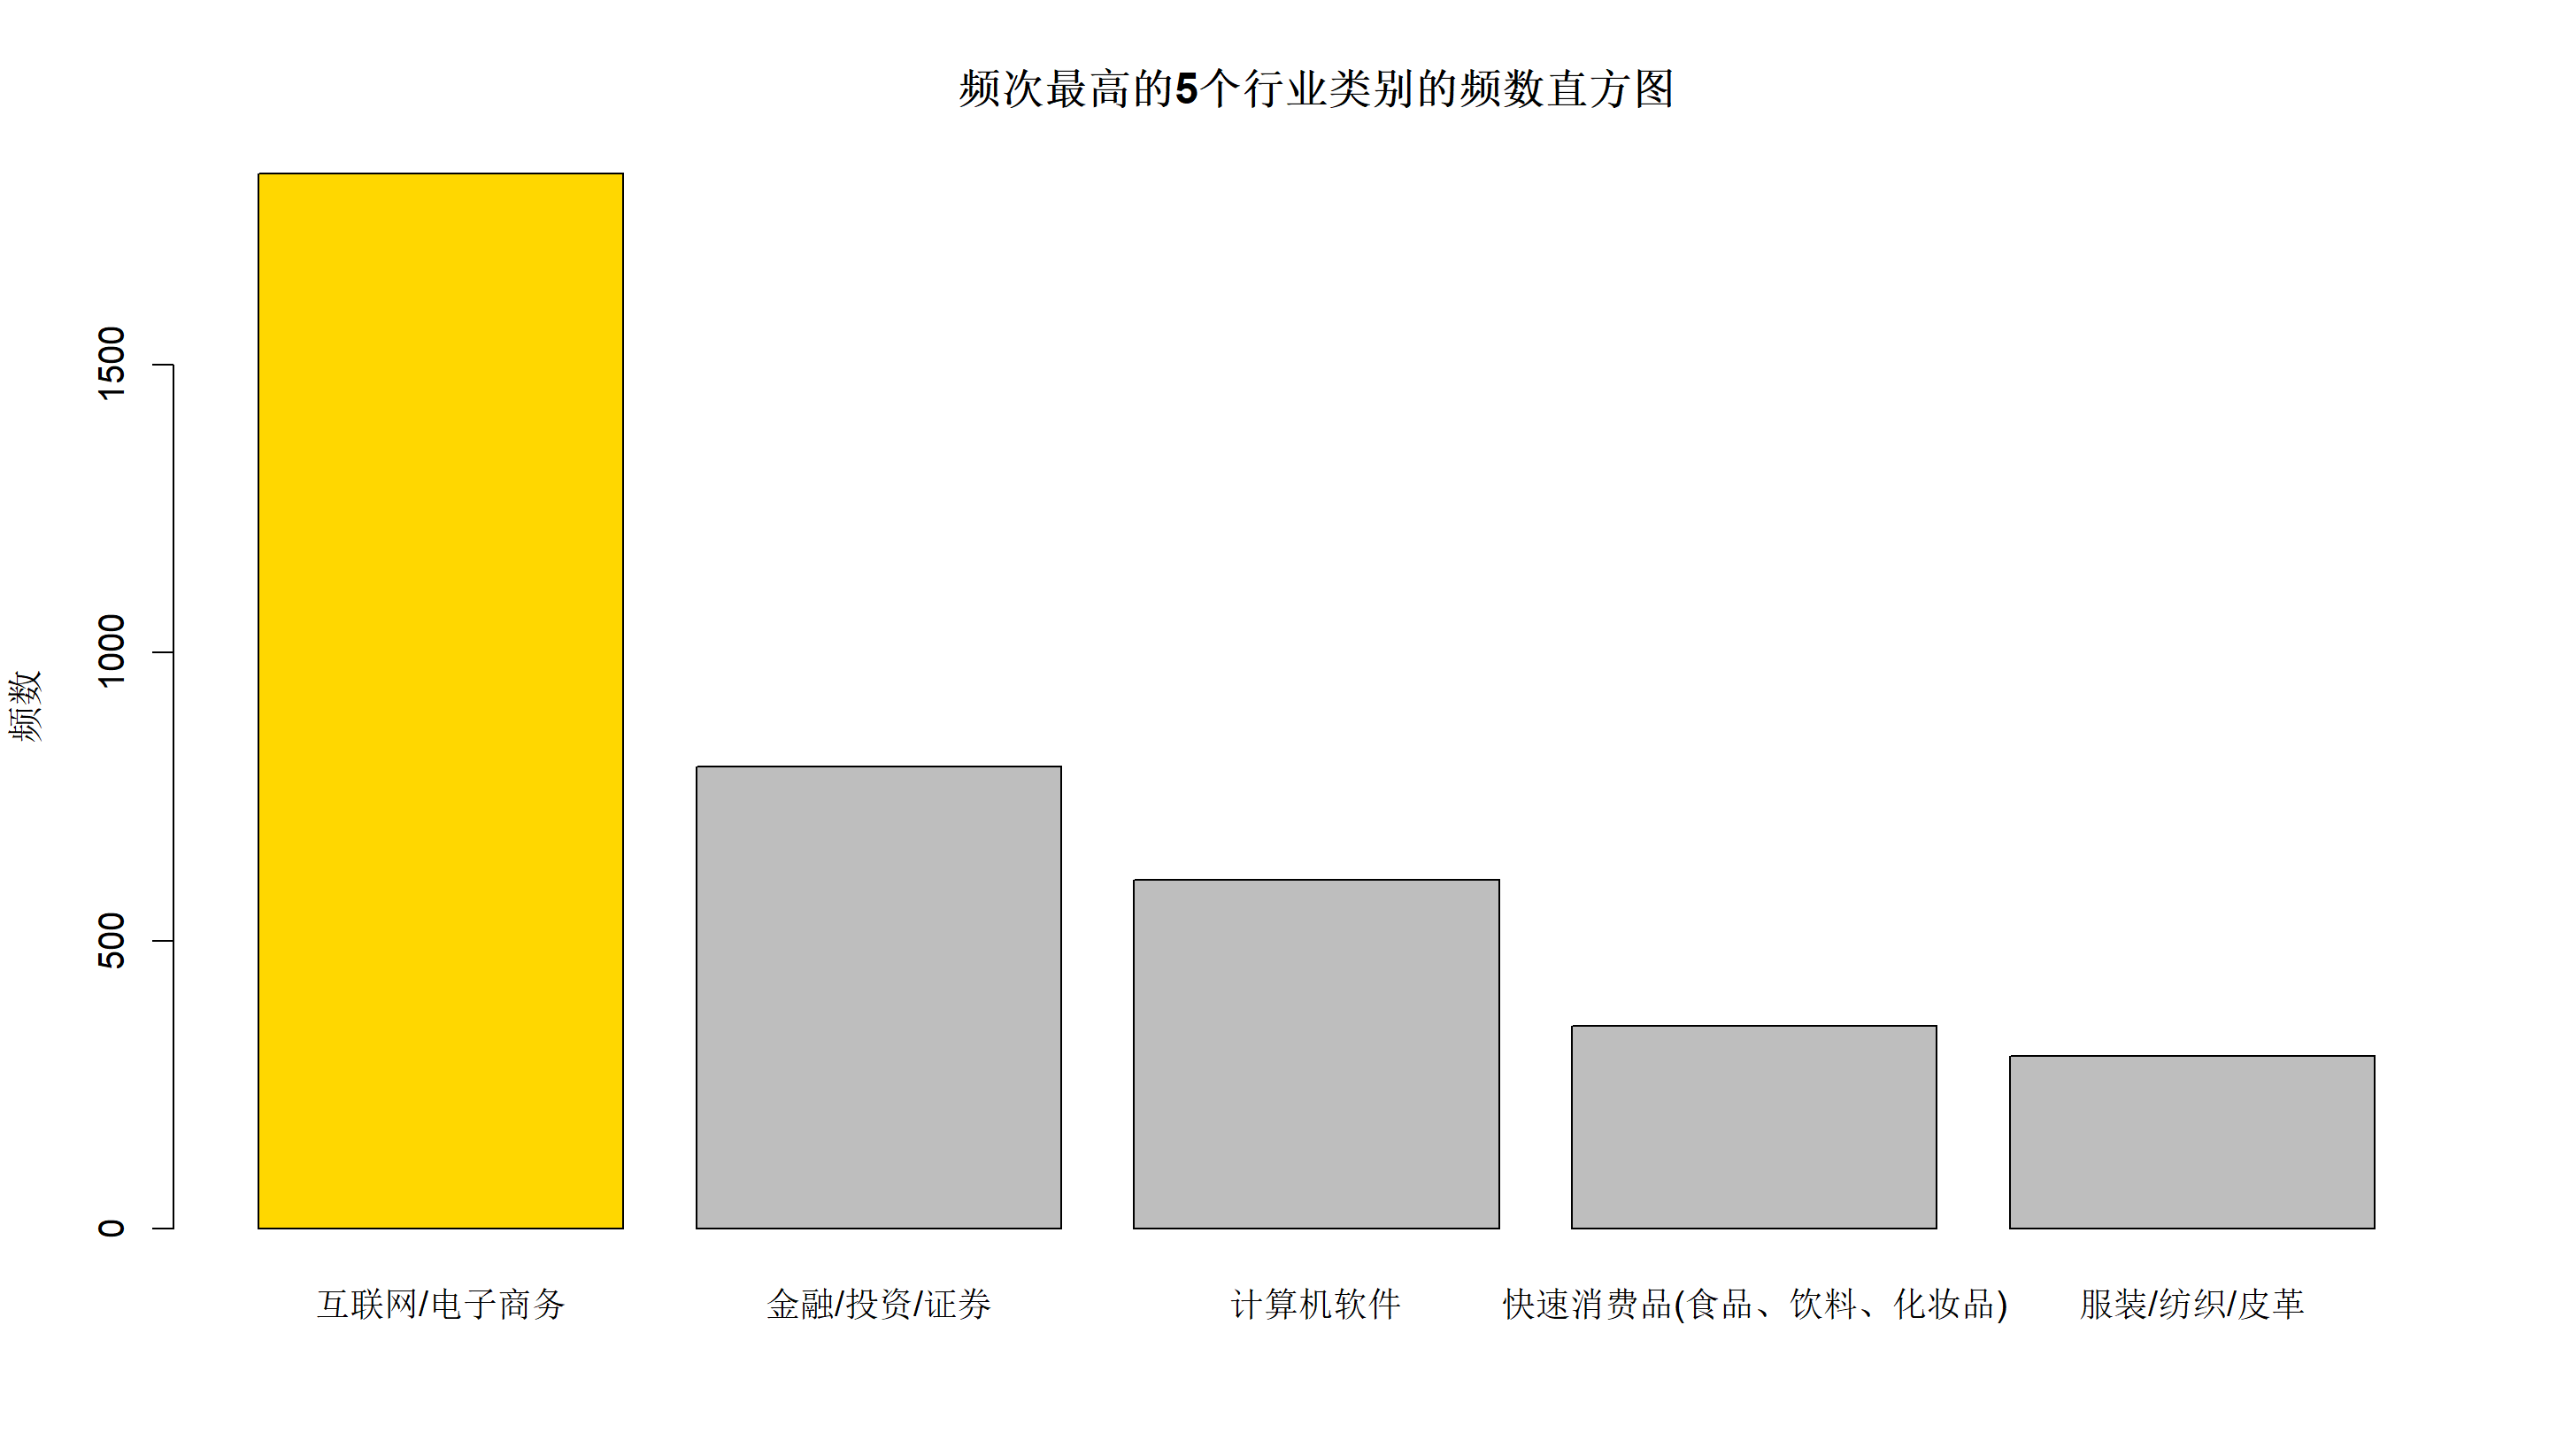 频次最高的5个行业类别的频数直方图
频数
1500
1000
500
0
互联网/电子商务
金融/投资/证券
计算机软件
快速消费品(食品、饮料、化妆品)
服装/纺织/皮革